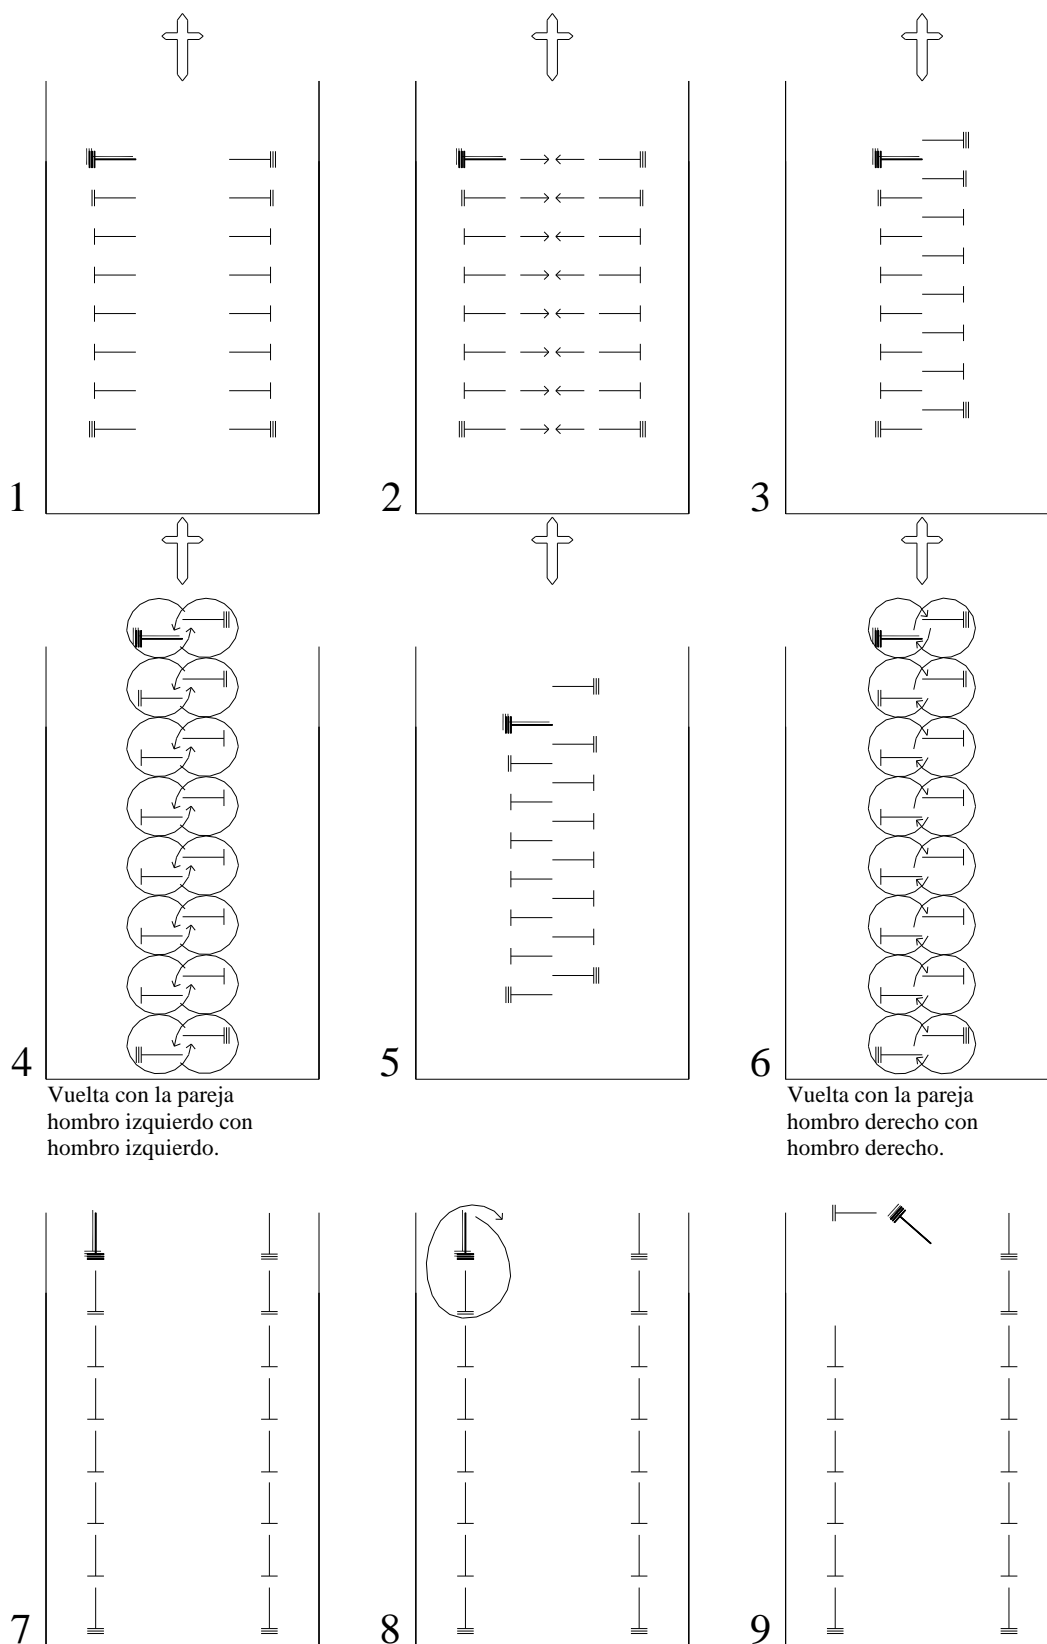 1
2
3
4
5
6
Vuelta con la pareja
hombro izquierdo con
hombro izquierdo.
Vuelta con la pareja
hombro derecho con
hombro derecho.
7
8
9